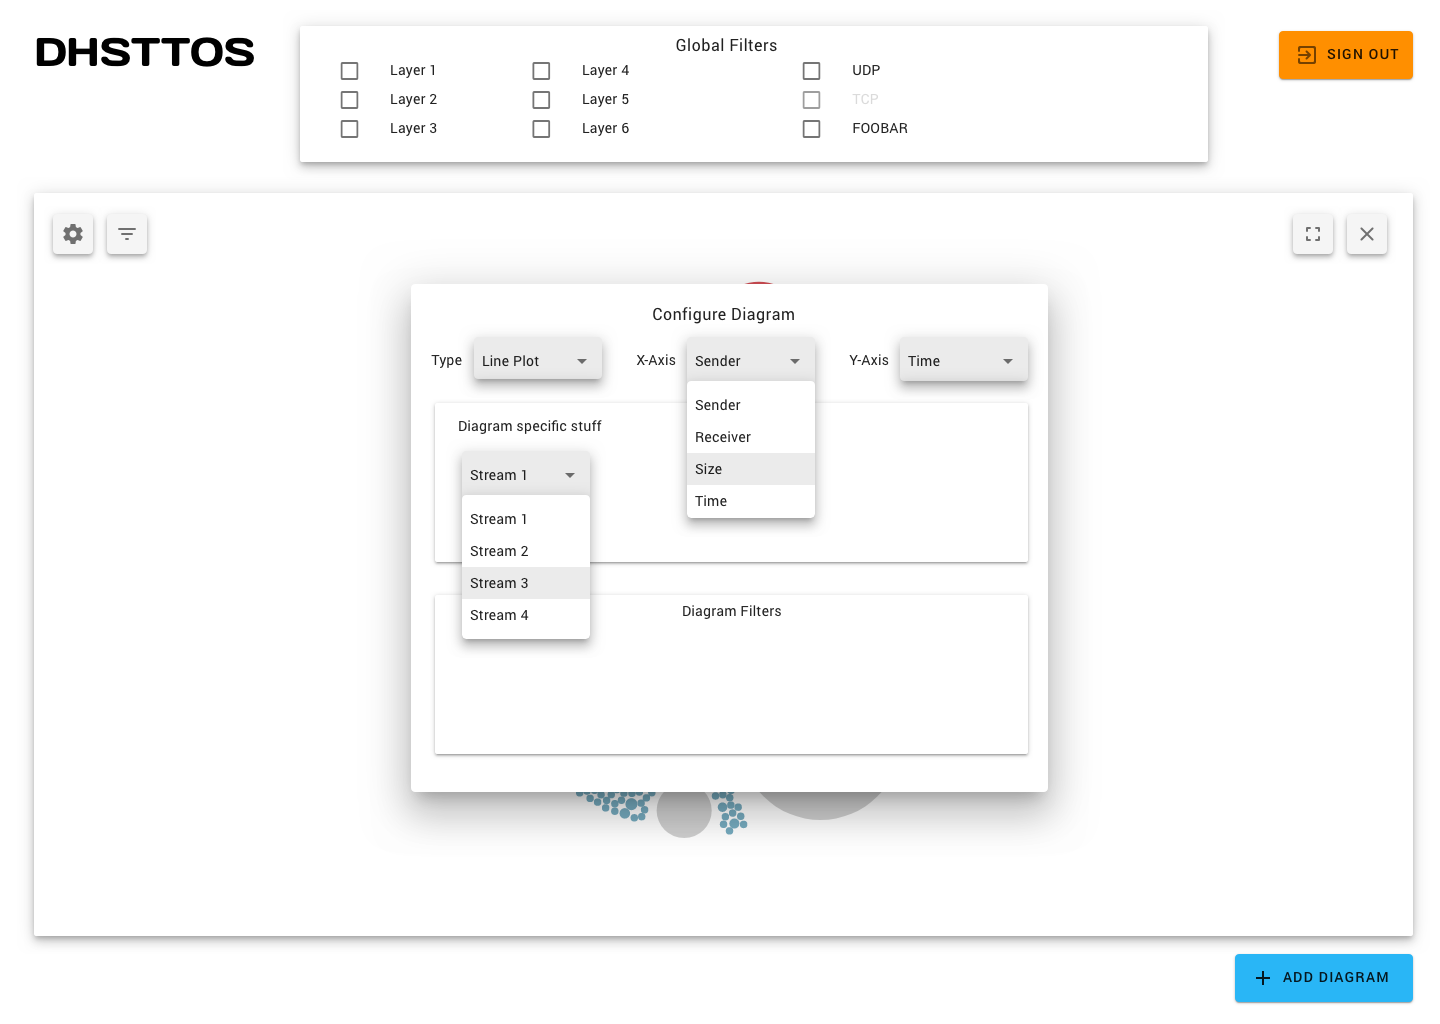 DHSTTOS
Global Filters
Layer 1
Layer 4
UDP
Layer 2
Layer 5
TCP
Layer 3
Layer 6
FOOBAR
SIGN OUT
Configure Diagram
Type
Line Plot
X-Axis
Sender
Y-Axis
Time
Sender
Receiver
Size
Time
Diagram specific stuff
Stream 1
Stream 1
Stream 2
Stream 3
Stream 4
Diagram Filters
ADD DIAGRAM